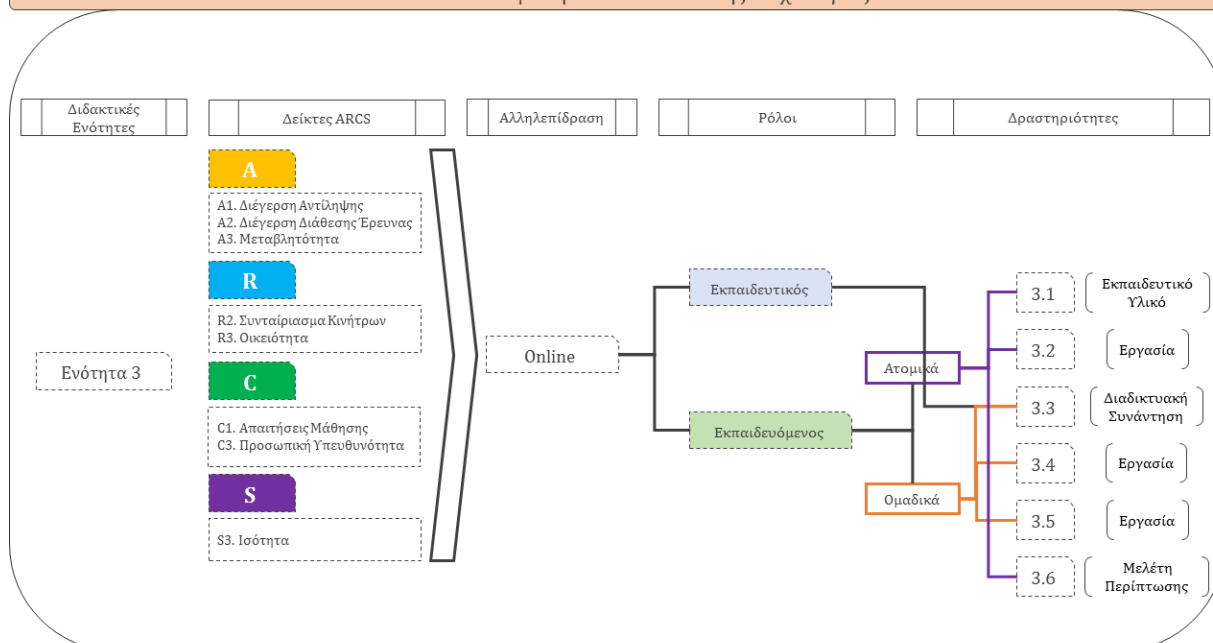 Διδακτικές
Ενότητες
Δείκτες ARCS
Αλληλεπίδραση
Ρόλοι
Δραστηριότητες
A
A1. Διέγερση Αντίληψης
A2. Διέγερση Διάθεσης Έρευνας
A3. Μεταβλητότητα
R
R2. Συνταίριασμα Κινήτρων
R3. Οικειότητα
C
C1. Απαιτήσεις Μάθησης
C3. Προσωπική Υπευθυνότητα
S
S3. Ισότητα
Ενότητα 3
Online
Εκπαιδευτικός
Εκπαιδευόμενος
Ατομικά
Ομαδικά
3.1
Εκπαιδευτικό
Υλικό
3.2
Εργασία
3.3
Διαδικτυακή
Συνάντηση
3.4
Εργασία
3.5
Εργασία
3.6
Μελέτη
Περίπτωσης